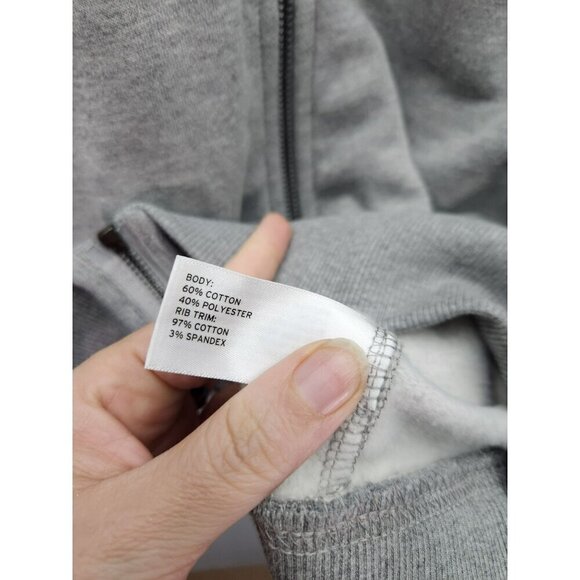 BODY:
60% COTTON
40% POLYESTER
RIB TRIM:
97% COTTON
3% SPANDEX